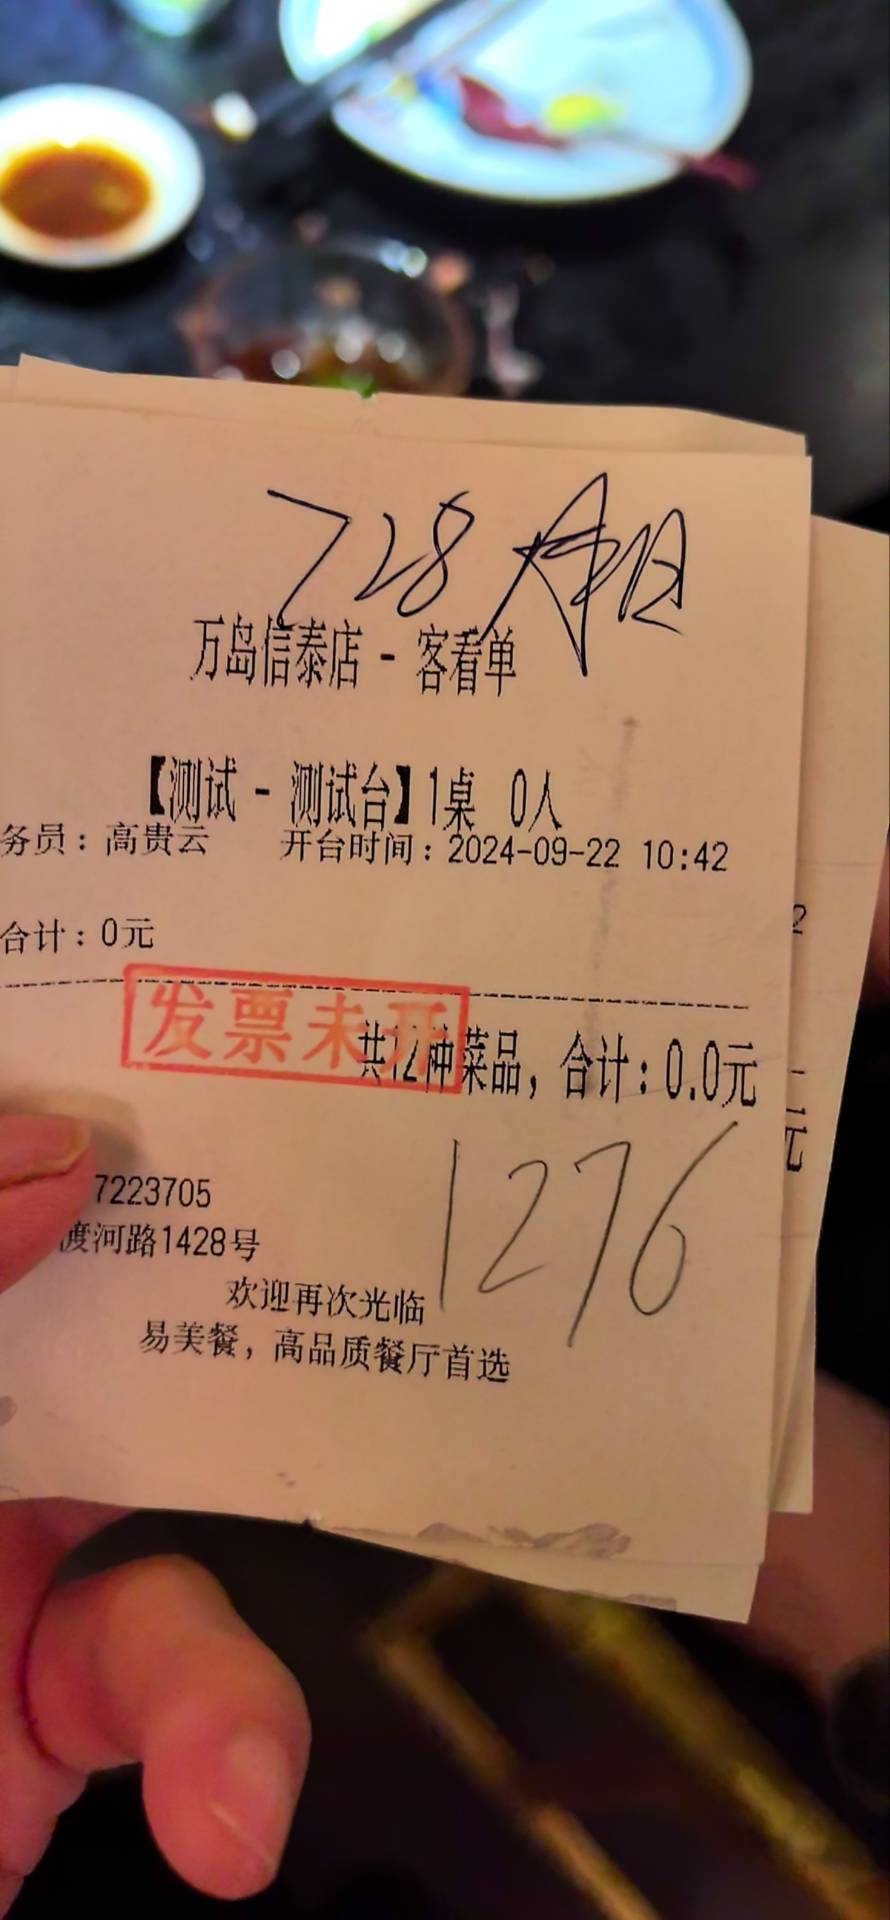 728
万岛信泰店 - 客看单
【测试 - 测试台】1桌 0人
务员：高贵云 开台时间：2024-09-22 10:42
合计：0元
发票未开
共12种菜品，合计：0.0元
1276
7223705
渡河路1428号
欢迎再次光临
易美餐，高品质餐厅首选
2
元